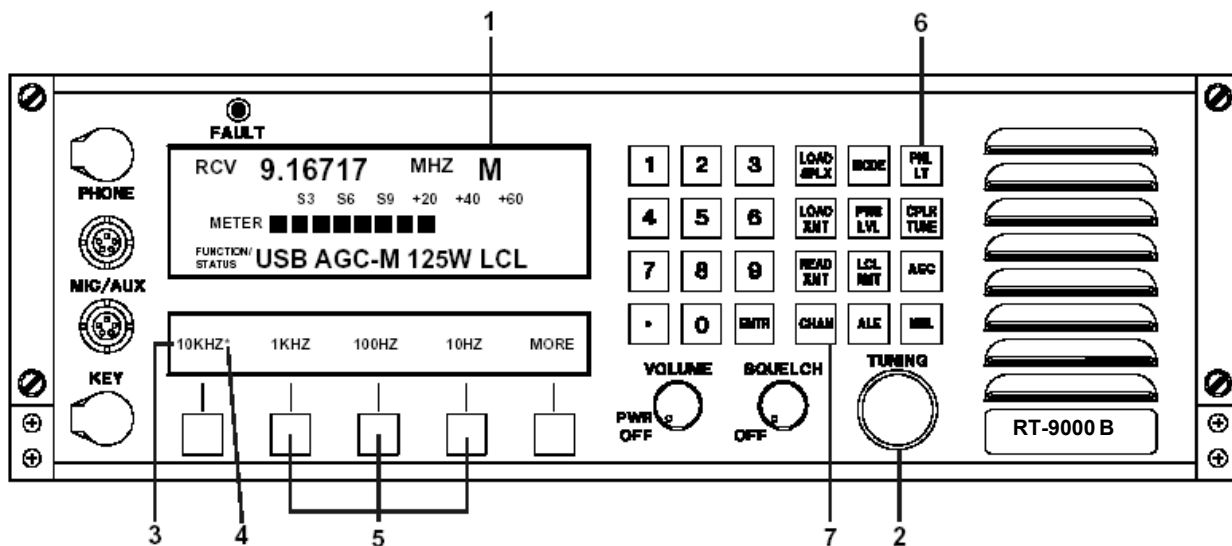 1 6
FAULT
RCV 9.16717 MHZ M
S3 S6 S9 +20 +40 +60
METER
FUNCTION/
STATUS USB AGC-M 125W LCL
PHONE
MIC/AUX
KEY
10KHZ* 1KHZ 100HZ 10HZ MORE
1 2 3 LOAD MODE PNL LT
4 5 6 LOAD XMT PWR LVL CPLR TUNE
7 8 9 READ XMT LCL RMT AGC
. 0 ENTR CHAN ALE
VOLUME SQUELCH TUNING
PWR
OFF OFF
RT-9000 B
3 4 5 7 2